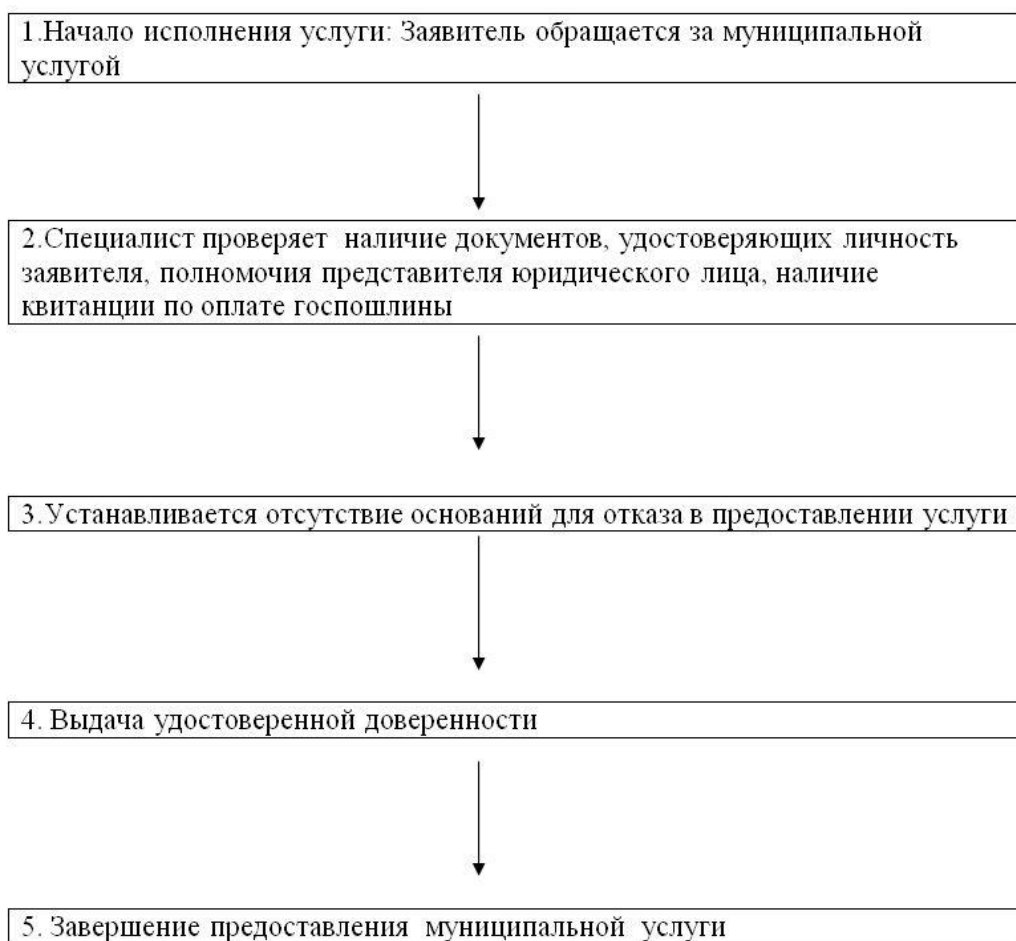 1.Начало исполнения услуги: Заявитель обращается за муниципальной
услугой
2.Специалист проверяет наличие документов, удостоверяющих личность
заявителя, полномочия представителя юридического лица, наличие
квитанции по оплате госпошлины
3.Устанавливается отсутствие оснований для отказа в предоставлении услуги
4. Выдача удостоверенной доверенности
5. Завершение предоставления муниципальной услуги